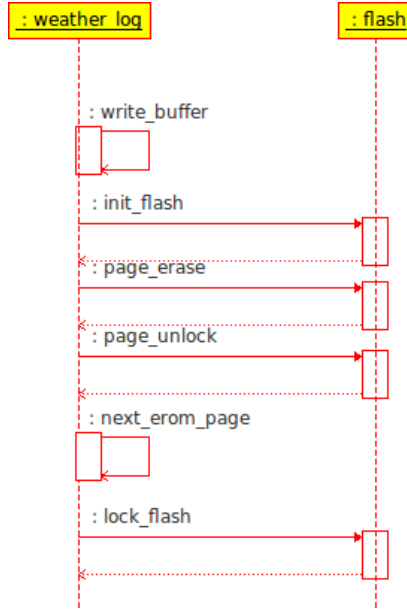 : weather_log
: flash
: write_buffer
: init_flash
: page_erase
: page_unlock
: next_erom_page
: lock_flash